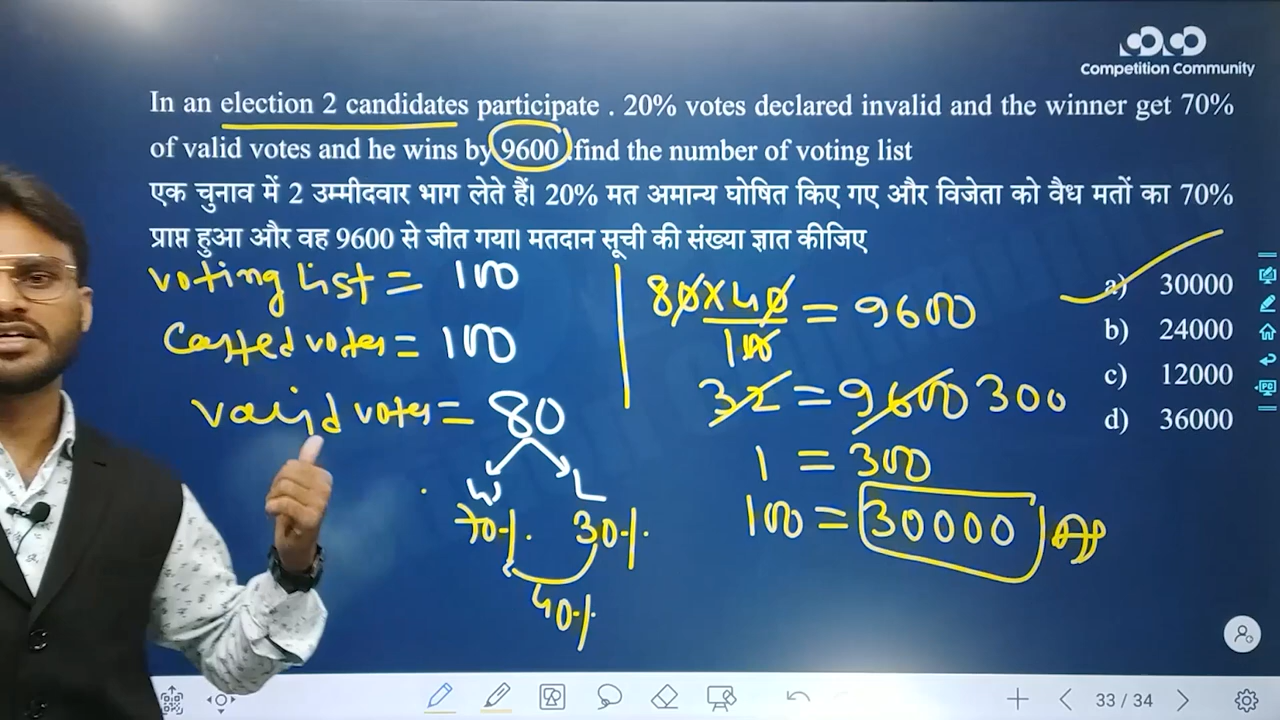 Competition Community
In an election 2 candidates participate . 20% votes declared invalid and the winner get 70%
of valid votes and he wins by 9600 .find the number of voting list
एक चुनाव में 2 उम्मीदवार भाग लेते हैं। 20% मत अमान्य घोषित किए गए और विजेता को वैध मतों का 70%
प्राप्त हुआ और वह 9600 से जीत गया। मतदान सूची की संख्या ज्ञात कीजिए
a) 30000
b) 24000
c) 12000
d) 36000
voting list = 100
Casted votes = 100
valid votes = 80
W L
70% 30%
40%
80×40/100 = 9600
32 = 9600 300
1 = 300
100 = 30000
33 / 34